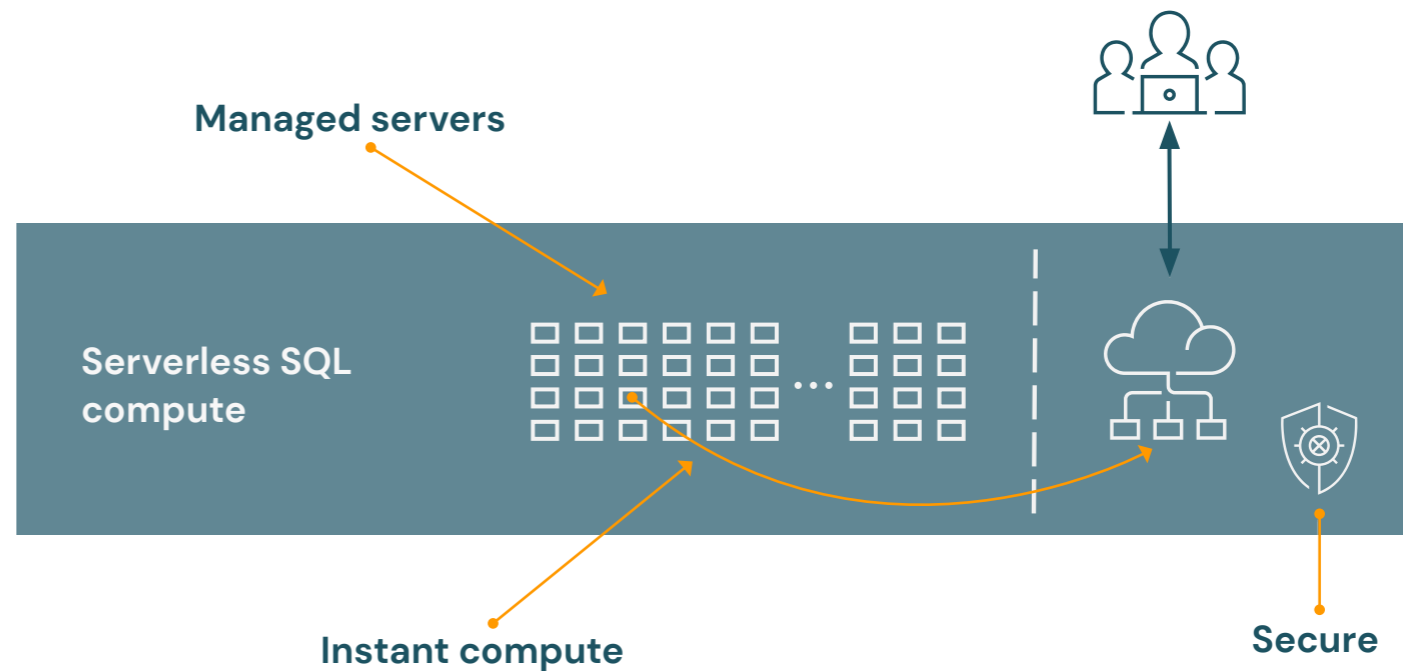 Managed servers
Serverless SQL
compute
...
Instant compute
Secure